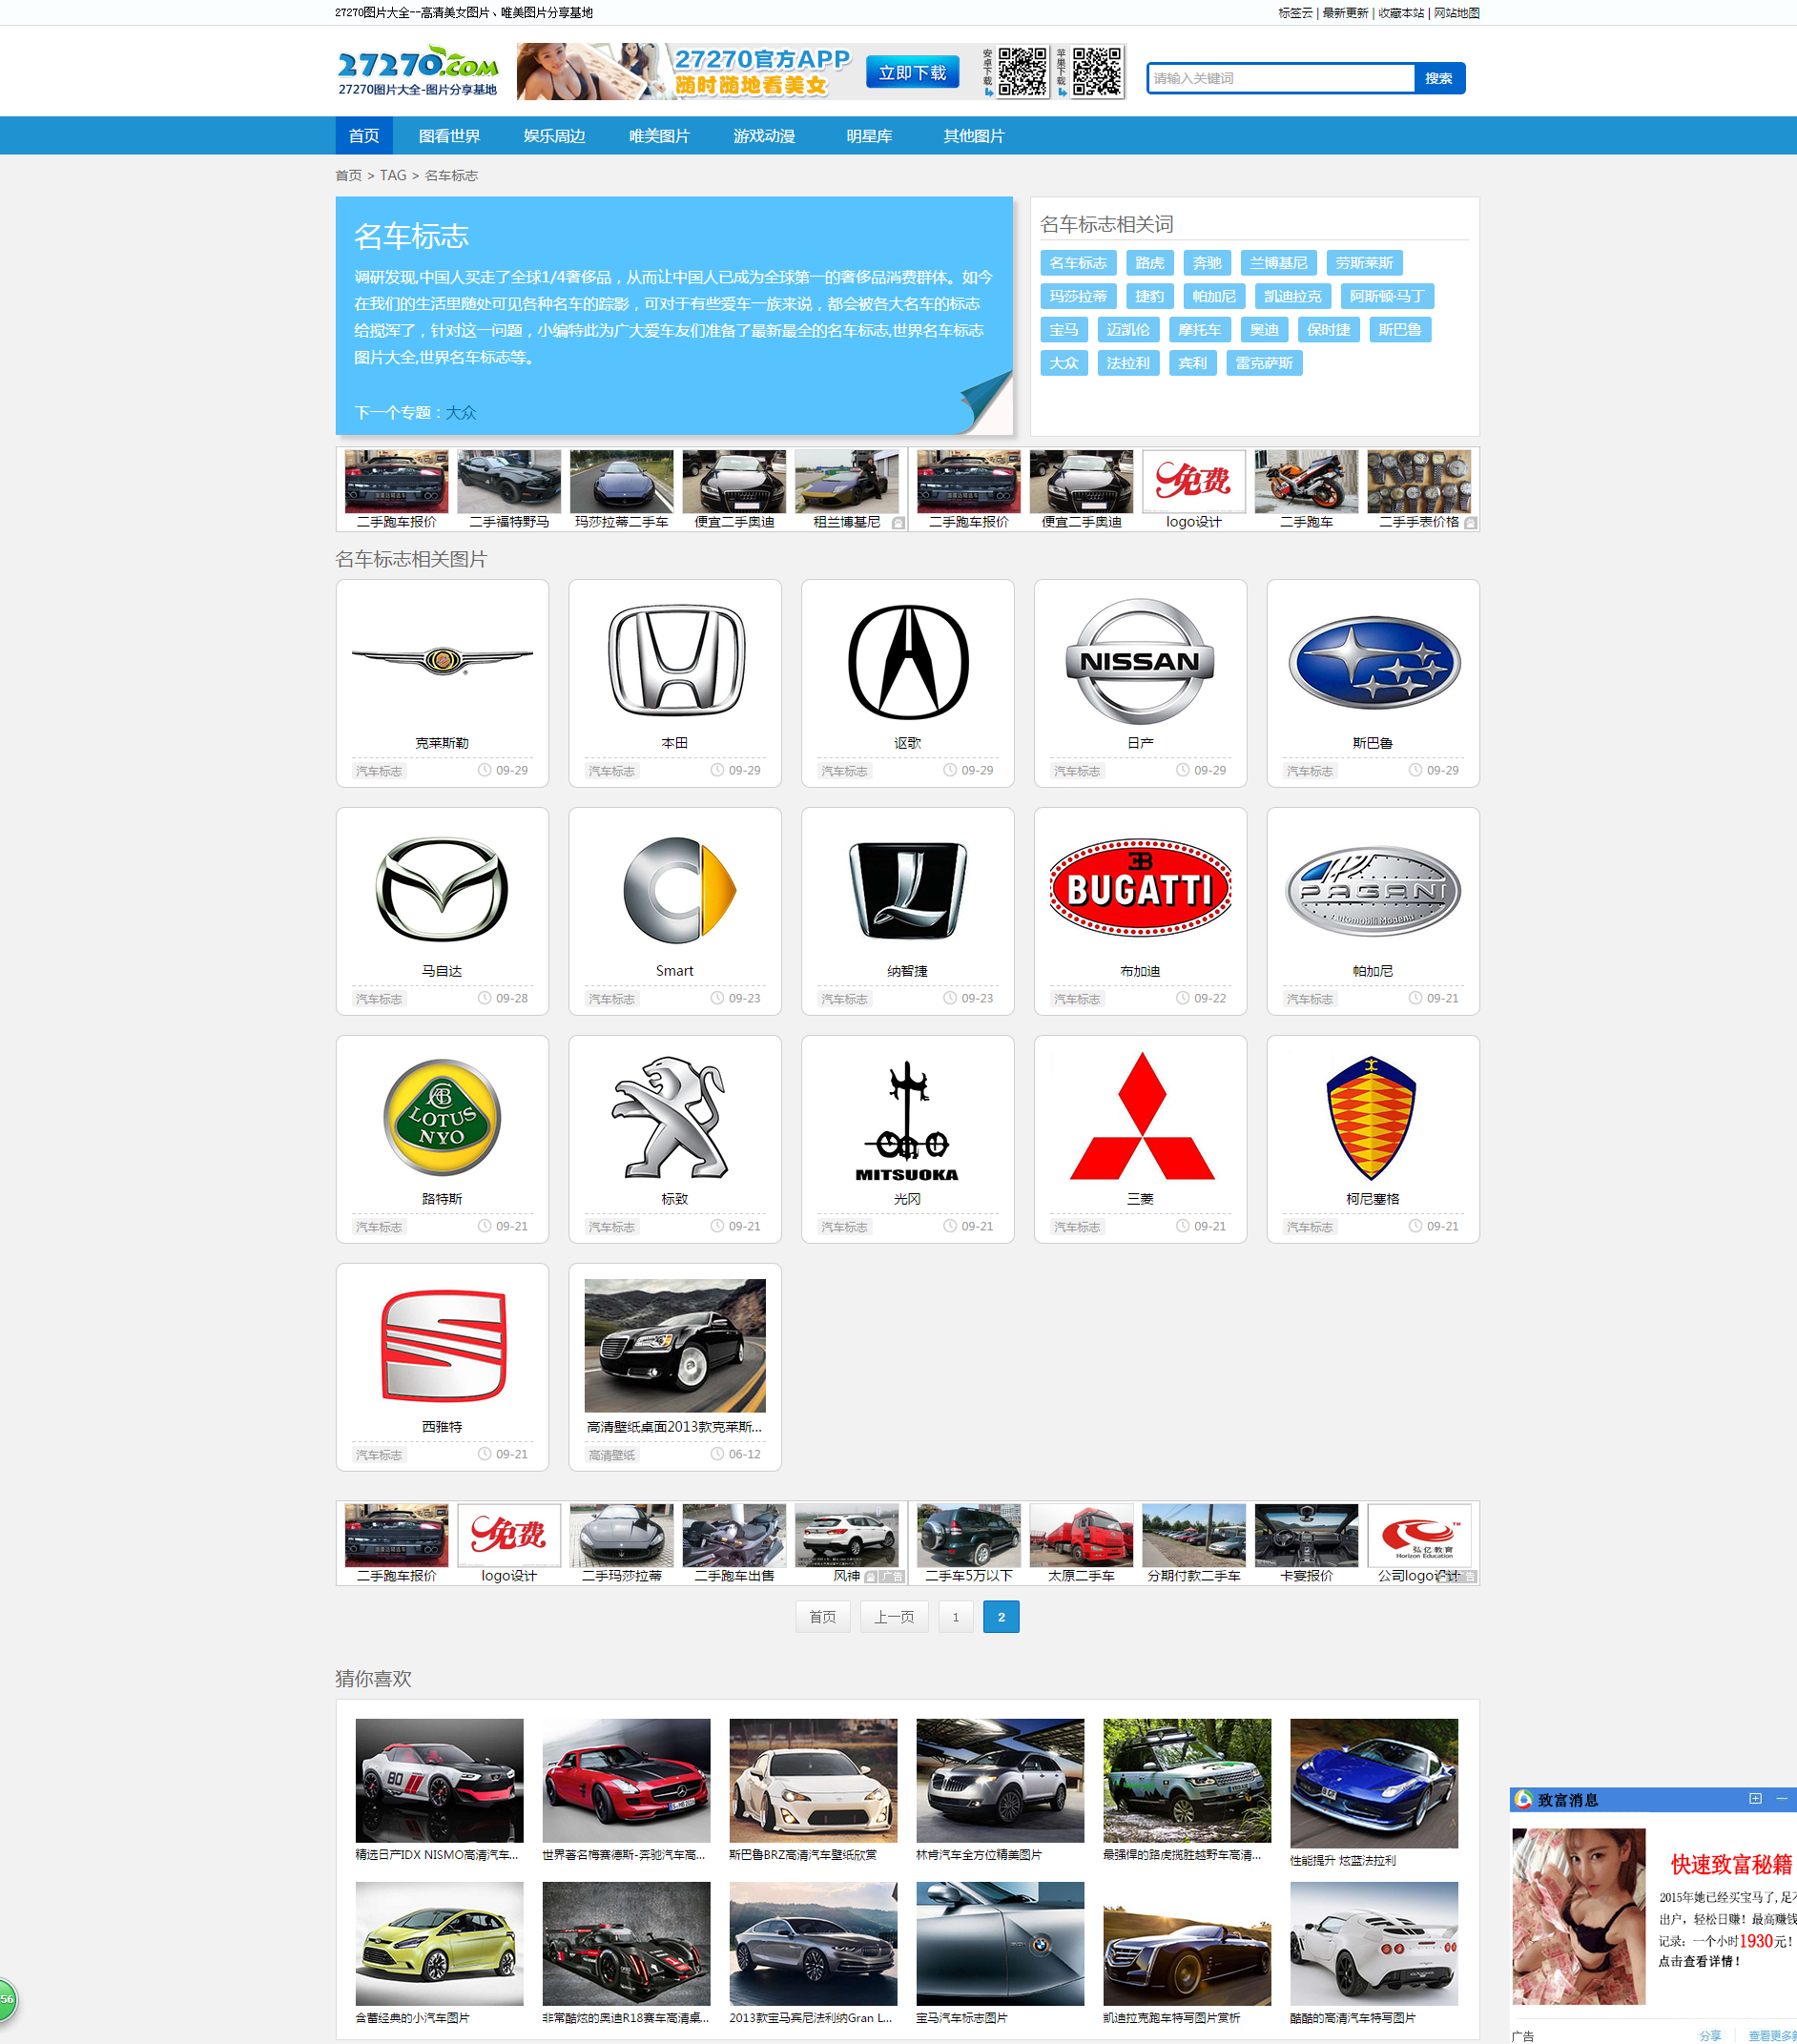 27270图片大全--高清美女图片、唯美图片分享基地
标签云 | 最新更新 | 收藏本站 | 网站地图
27270.COM
27270图片大全-图片分享基地
27270官方APP
随时随地看美女
立即下载
安卓下载
苹果下载
请输入关键词
搜索
首页 图看世界 娱乐周边 唯美图片 游戏动漫 明星库 其他图片
首页 > TAG > 名车标志
名车标志
调研发现,中国人买走了全球1/4奢侈品，从而让中国人已成为全球第一的奢侈品消费群体。如今
在我们的生活里随处可见各种名车的踪影，可对于有些爱车一族来说，都会被各大名车的标志
给搅浑了，针对这一问题，小编特此为广大爱车友们准备了最新最全的名车标志,世界名车标志
图片大全,世界名车标志等。
下一个专题：大众
名车标志相关词
名车标志 路虎 奔驰 兰博基尼 劳斯莱斯
玛莎拉蒂 捷豹 帕加尼 凯迪拉克 阿斯顿·马丁
宝马 迈凯伦 摩托车 奥迪 保时捷 斯巴鲁
大众 法拉利 宾利 雷克萨斯
免费
二手跑车报价 二手福特野马 玛莎拉蒂二手车 便宜二手奥迪 租兰博基尼 二手跑车报价 便宜二手奥迪 logo设计 二手跑车 二手手表价格
名车标志相关图片
NISSAN
克莱斯勒 本田 讴歌 日产 斯巴鲁
汽车标志 09-29 汽车标志 09-29 汽车标志 09-29 汽车标志 09-29 汽车标志 09-29
BUGATTI
PAGANI
Automobili Modena
马自达 Smart 纳智捷 布加迪 帕加尼
汽车标志 09-28 汽车标志 09-23 汽车标志 09-23 汽车标志 09-22 汽车标志 09-21
LOTUS
NYO
MITSUOKA
路特斯 标致 光冈 三菱 柯尼塞格
汽车标志 09-21 汽车标志 09-21 汽车标志 09-21 汽车标志 09-21 汽车标志 09-21
西雅特 高清壁纸桌面2013款克莱斯...
汽车标志 09-21 高清壁纸 06-12
免费
弘亿教育
Horizon Education
二手跑车报价 logo设计 二手玛莎拉蒂 二手跑车出售 风神 广告 二手车5万以下 太原二手车 分期付款二手车 卡宴报价 公司logo设计 广告
首页 上一页 1 2
猜你喜欢
80
精选日产IDX NISMO高清汽车... 世界著名梅赛德斯-奔驰汽车高... 斯巴鲁BRZ高清汽车壁纸欣赏 林肯汽车全方位精美图片 最强悍的路虎揽胜越野车高清... 性能提升 炫蓝法拉利
含蓄经典的小汽车图片 非常酷炫的奥迪R18赛车高清桌... 2013款宝马宾尼法利纳Gran L... 宝马汽车标志图片 凯迪拉克跑车特写图片赏析 酷酷的高清汽车特写图片
致富消息
快速致富秘籍
2015年她已经买宝马了,足不
出户，轻松日赚！最高赚钱
记录：一个小时1930元！
点击查看详情！
广告 分享 查看更多
56